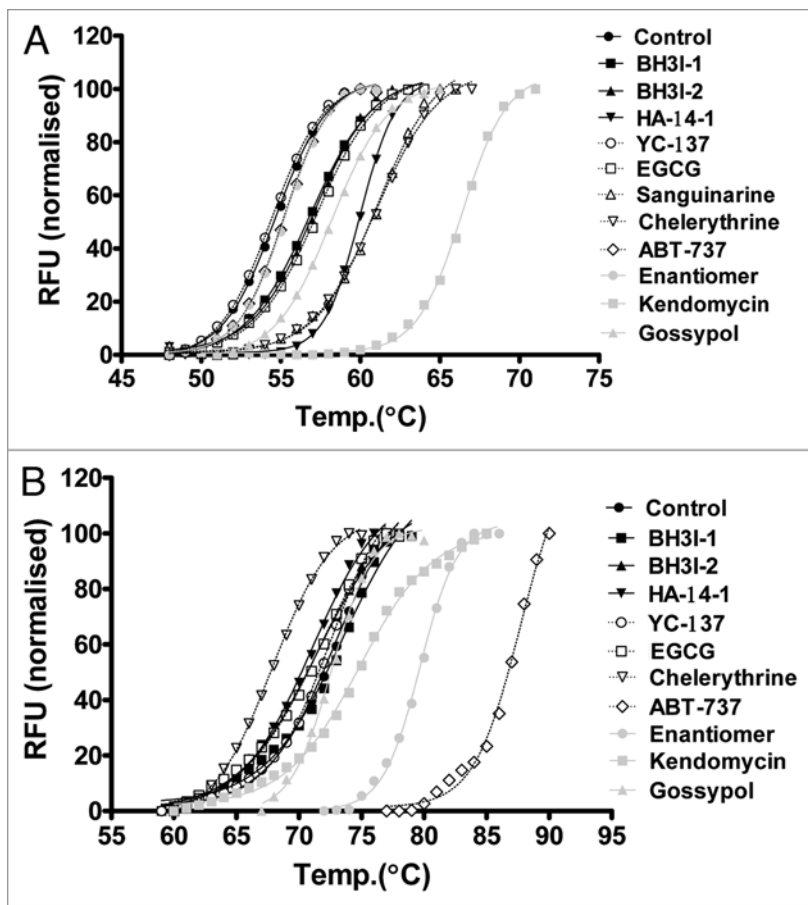 A
RFU (normalised)
120
100
80
60
40
20
0
45 50 55 60 65 70 75
Temp.(°C)
Control
BH3I-1
BH3I-2
HA-14-1
YC-137
EGCG
Sanguinarine
Chelerythrine
ABT-737
Enantiomer
Kendomycin
Gossypol
B
RFU (normalised)
120
100
80
60
40
20
0
55 60 65 70 75 80 85 90 95
Temp.(°C)
Control
BH3I-1
BH3I-2
HA-14-1
YC-137
EGCG
Chelerythrine
ABT-737
Enantiomer
Kendomycin
Gossypol